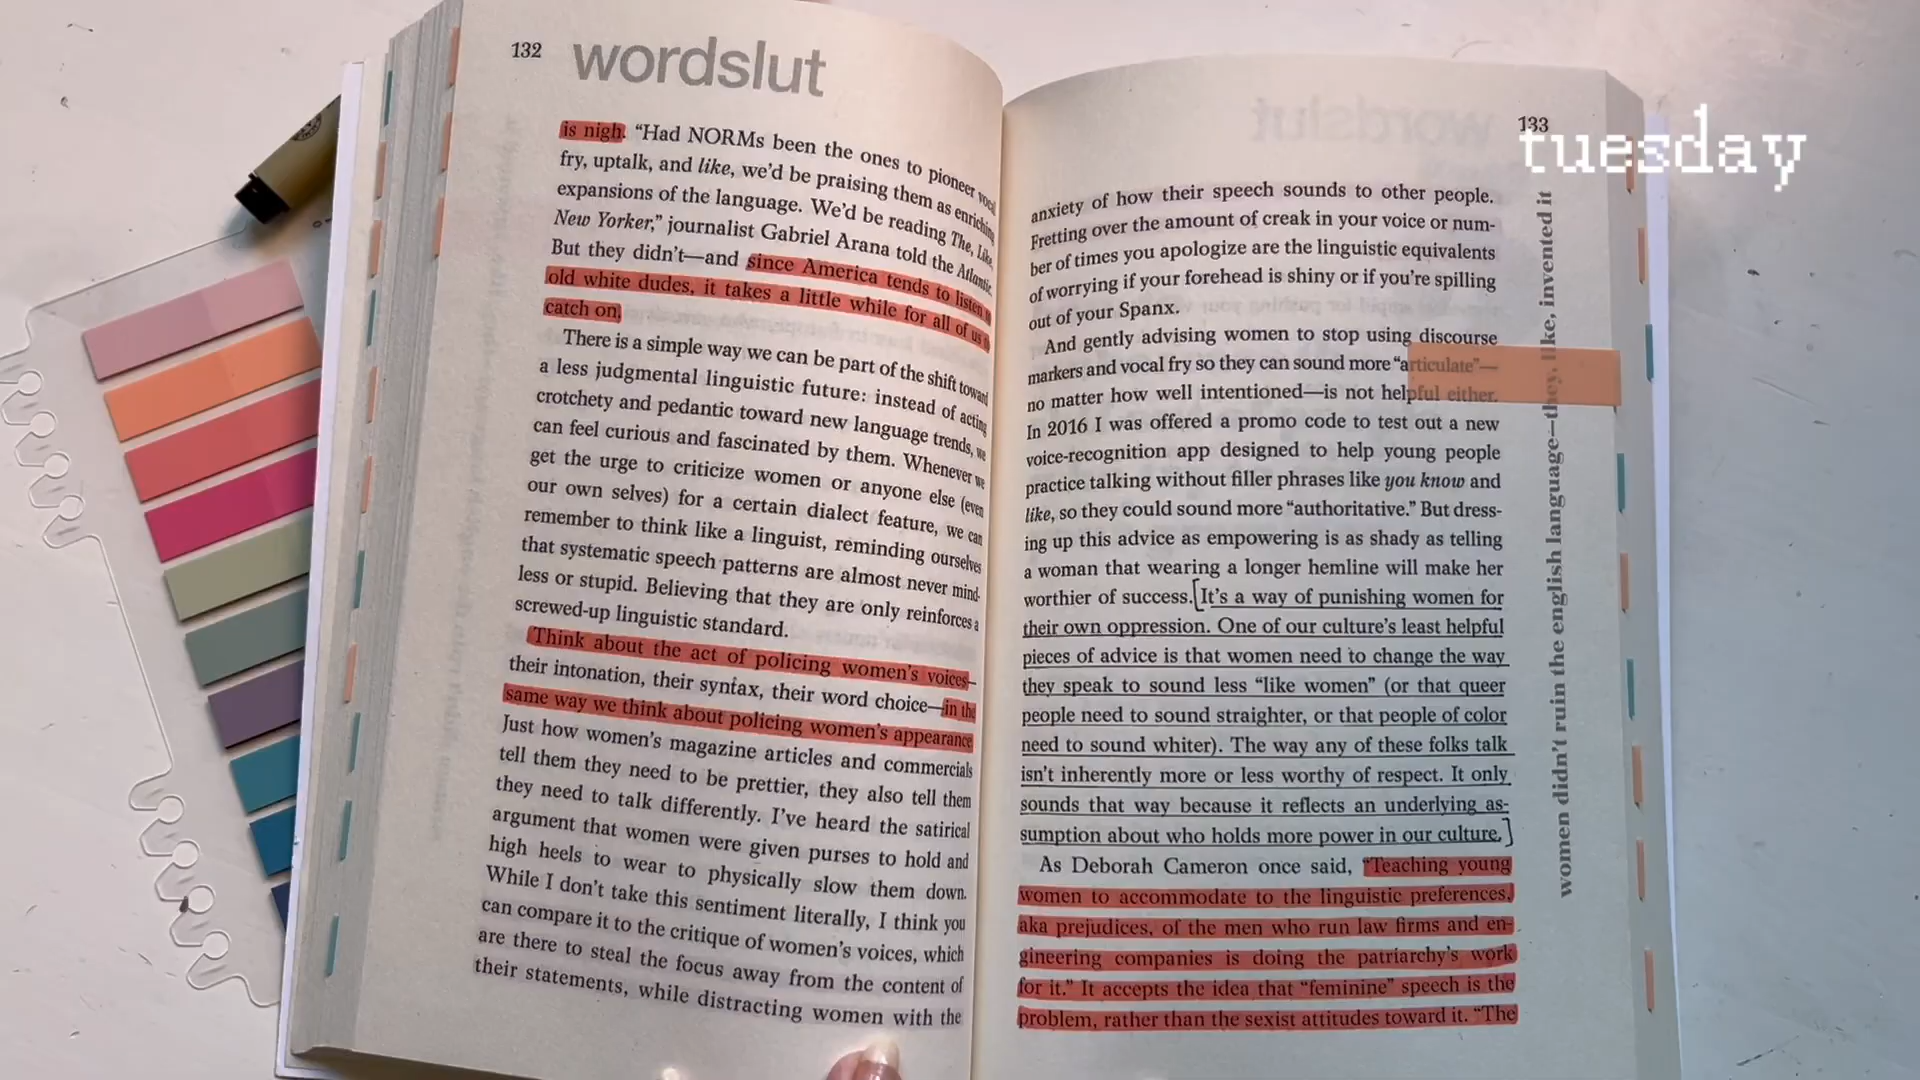 132
wordslut
is nigh. “Had NORMs been the ones to pioneer vocal
fry, uptalk, and like, we’d be praising them as enriching
expansions of the language. We’d be reading The, Like,
New Yorker,” journalist Gabriel Arana told the Atlantic.
But they didn’t—and since America tends to listen to
old white dudes, it takes a little while for all of us to
catch on.
There is a simple way we can be part of the shift toward
a less judgmental linguistic future: instead of acting
crotchety and pedantic toward new language trends, we
can feel curious and fascinated by them. Whenever we
get the urge to criticize women or anyone else (even
our own selves) for a certain dialect feature, we can
remember to think like a linguist, reminding ourselves
that systematic speech patterns are almost never mind-
less or stupid. Believing that they are only reinforces a
screwed-up linguistic standard.
Think about the act of policing women’s voices—
their intonation, their syntax, their word choice—in the
same way we think about policing women’s appearance
Just how women’s magazine articles and commercials
tell them they need to be prettier, they also tell them
they need to talk differently. I’ve heard the satirical
argument that women were given purses to hold and
high heels to wear to physically slow them down.
While I don’t take this sentiment literally, I think you
can compare it to the critique of women’s voices, which
are there to steal the focus away from the content of
their statements, while distracting women with the
133
tuesday
anxiety of how their speech sounds to other people.
Fretting over the amount of creak in your voice or num-
ber of times you apologize are the linguistic equivalents
of worrying if your forehead is shiny or if you’re spilling
out of your Spanx.
And gently advising women to stop using discourse
markers and vocal fry so they can sound more “articulate”—
no matter how well intentioned—is not helpful either.
In 2016 I was offered a promo code to test out a new
voice-recognition app designed to help young people
practice talking without filler phrases like you know and
like, so they could sound more “authoritative.” But dress-
ing up this advice as empowering is as shady as telling
a woman that wearing a longer hemline will make her
worthier of success. [It’s a way of punishing women for
their own oppression. One of our culture’s least helpful
pieces of advice is that women need to change the way
they speak to sound less “like women” (or that queer
people need to sound straighter, or that people of color
need to sound whiter). The way any of these folks talk
isn’t inherently more or less worthy of respect. It only
sounds that way because it reflects an underlying as-
sumption about who holds more power in our culture.]
As Deborah Cameron once said, “Teaching young
women to accommodate to the linguistic preferences,
aka prejudices, of the men who run law firms and en-
gineering companies is doing the patriarchy’s work
for it.” It accepts the idea that “feminine” speech is the
problem, rather than the sexist attitudes toward it. “The
women didn’t ruin the english language—they, like, invented it